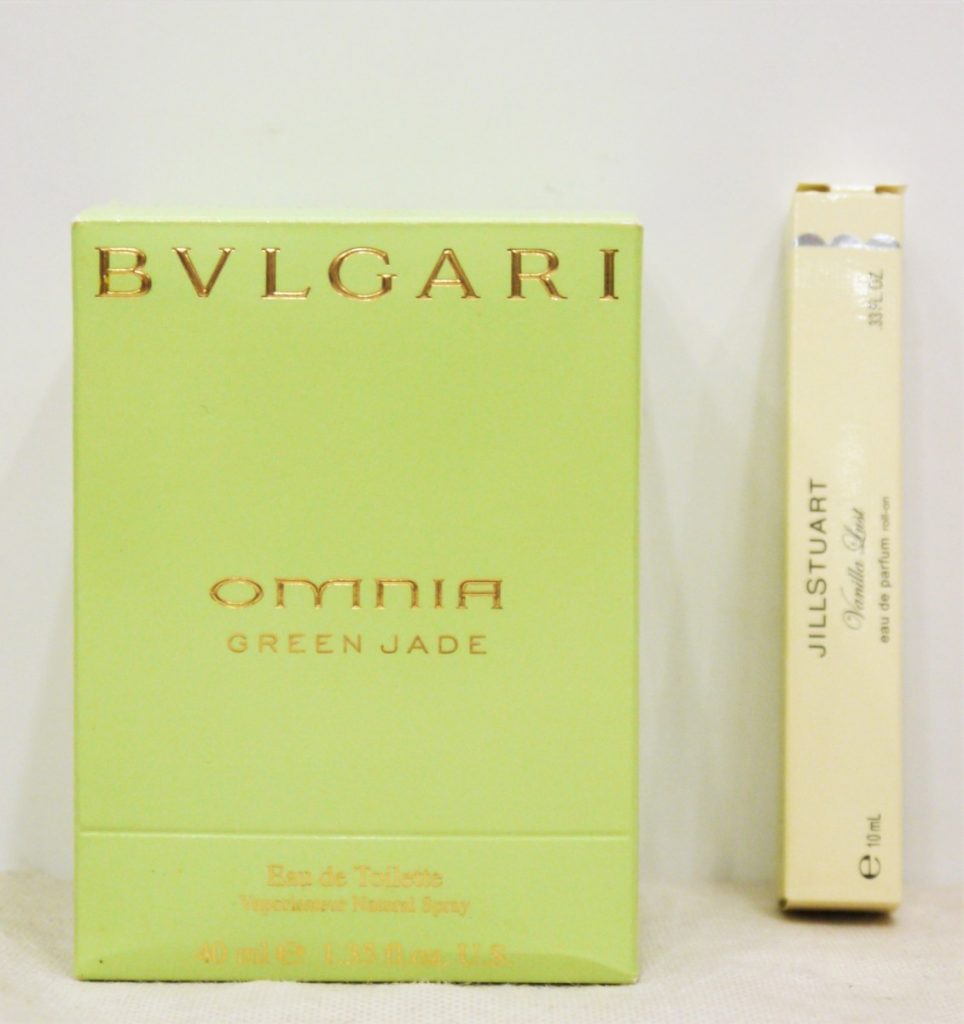 BVLGARI
OMNIA
GREEN JADE
Eau de Toilette
Vaporisateur Natural Spray
40 ml e 1.35 fl.oz. U.S.
JILLSTUART
Vanilla Lust
eau de parfum roll-on
e 10 mL
.33 FL.OZ